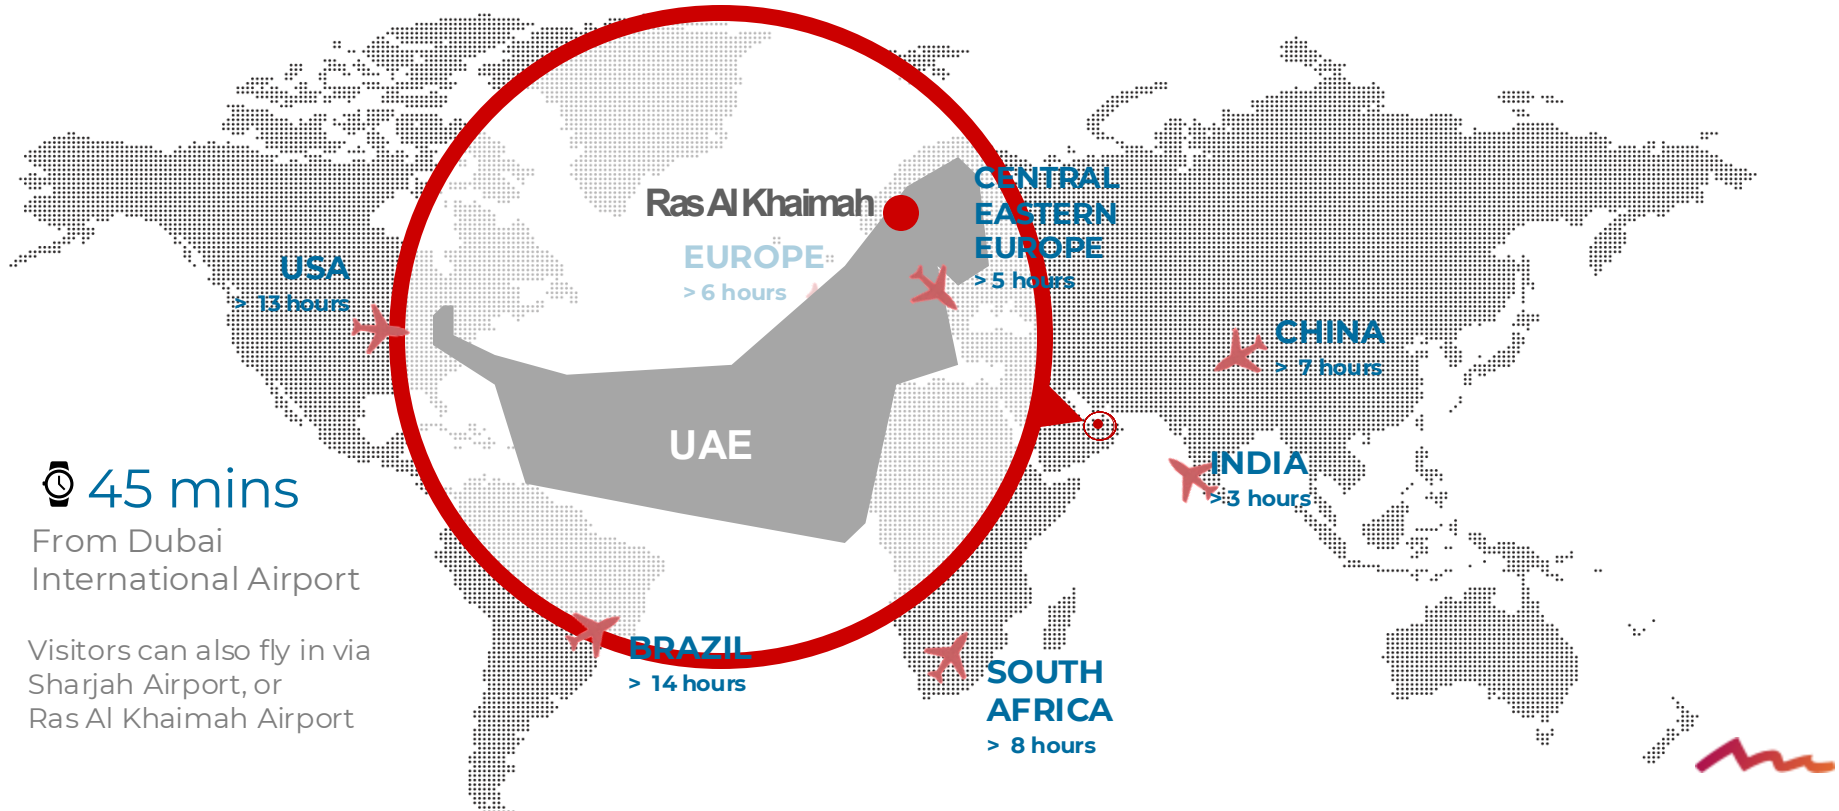 Ras Al Khaimah
CENTRAL
EASTERN
EUROPE
> 5 hours
EUROPE
> 6 hours
USA
> 13 hours
CHINA
> 7 hours
UAE
INDIA
> 3 hours
45 mins
From Dubai
International Airport
Visitors can also fly in via
Sharjah Airport, or
Ras Al Khaimah Airport
BRAZIL
> 14 hours
SOUTH
AFRICA
> 8 hours